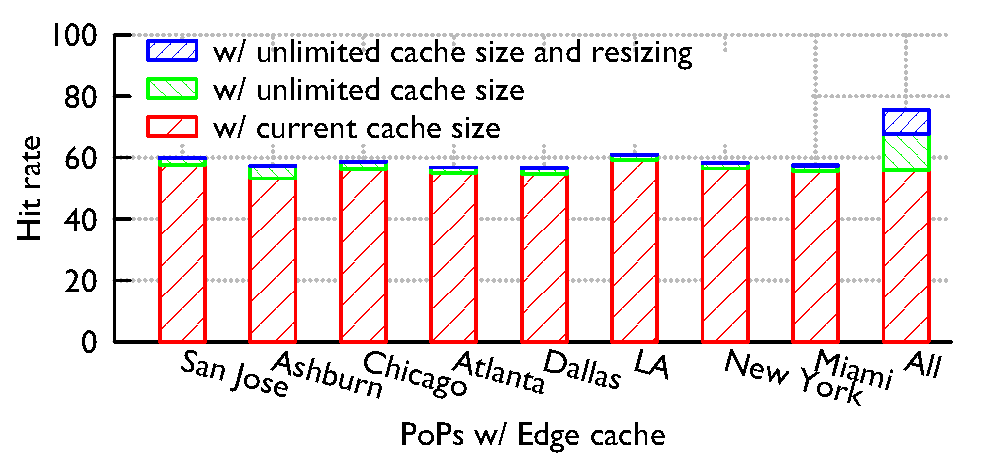 100
80
60
40
20
0
Hit rate
w/ unlimited cache size and resizing
w/ unlimited cache size
w/ current cache size
San Jose
Ashburn
Chicago
Atlanta
Dallas
LA
New York
Miami
All
PoPs w/ Edge cache